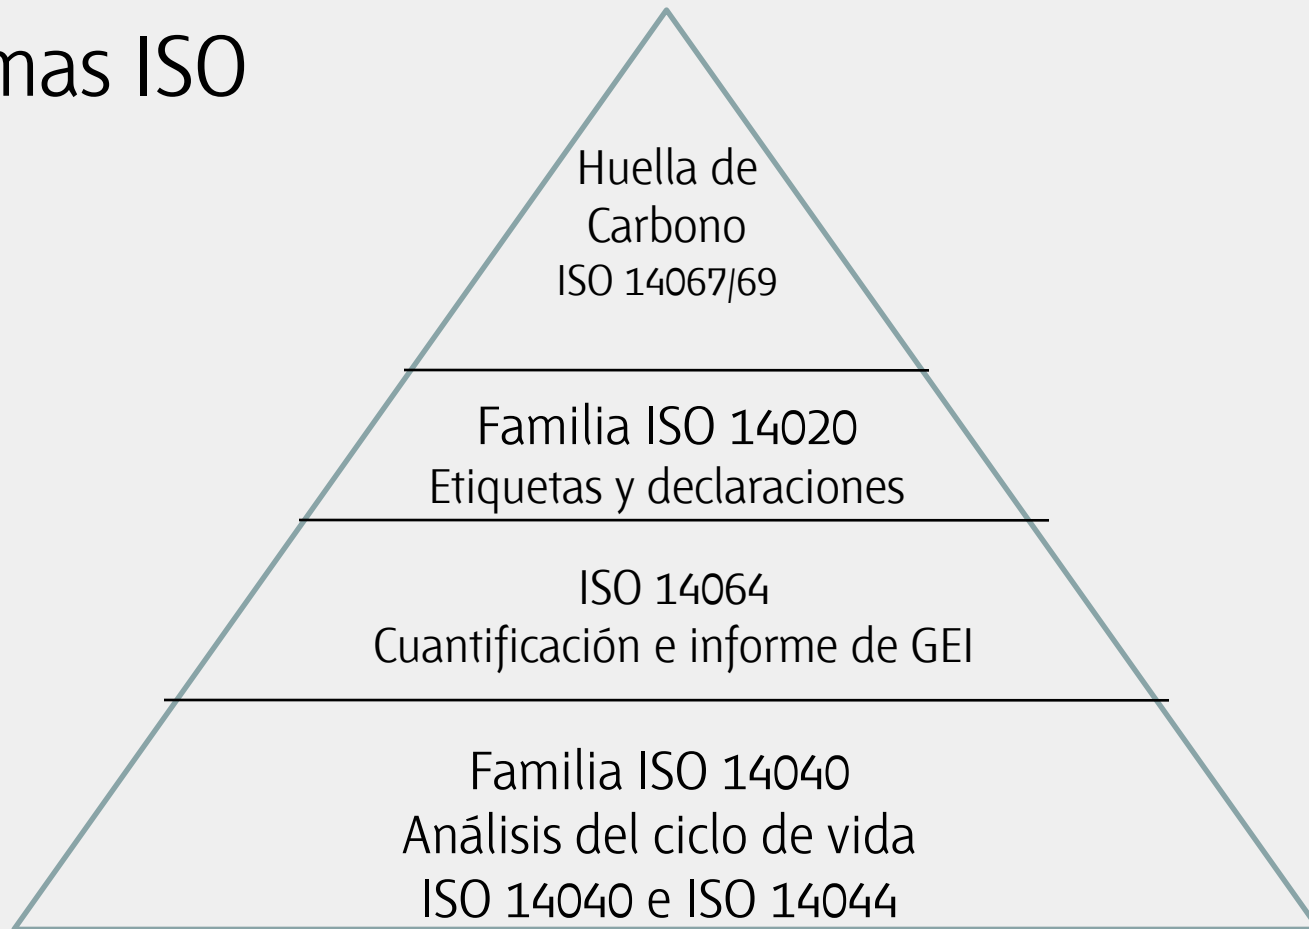 mas ISO
Huella de
Carbono
ISO 14067/69
Familia ISO 14020
Etiquetas y declaraciones
ISO 14064
Cuantificación e informe de GEI
Familia ISO 14040
Análisis del ciclo de vida
ISO 14040 e ISO 14044